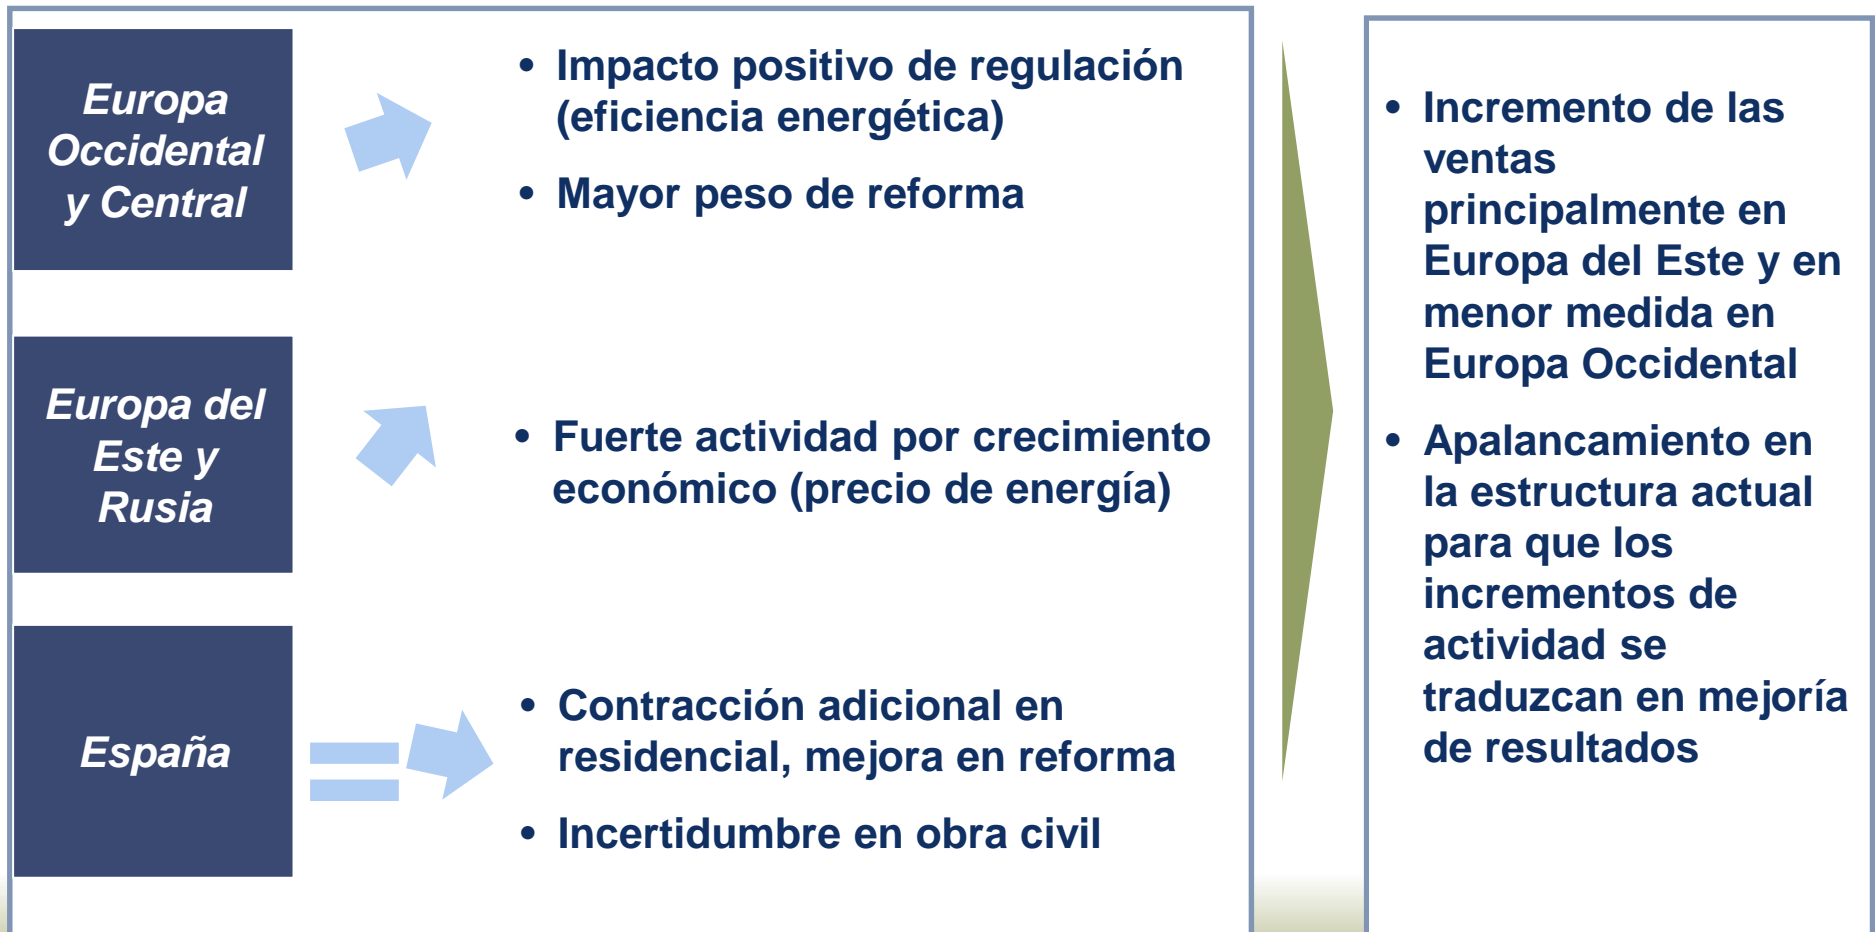 Europa
Occidental
y Central
• Impacto positivo de regulación
(eficiencia energética)
• Mayor peso de reforma
Europa del
Este y
Rusia
• Fuerte actividad por crecimiento
económico (precio de energía)
España
• Contracción adicional en
residencial, mejora en reforma
• Incertidumbre en obra civil
• Incremento de las
ventas
principalmente en
Europa del Este y en
menor medida en
Europa Occidental
• Apalancamiento en
la estructura actual
para que los
incrementos de
actividad se
traduzcan en mejoría
de resultados